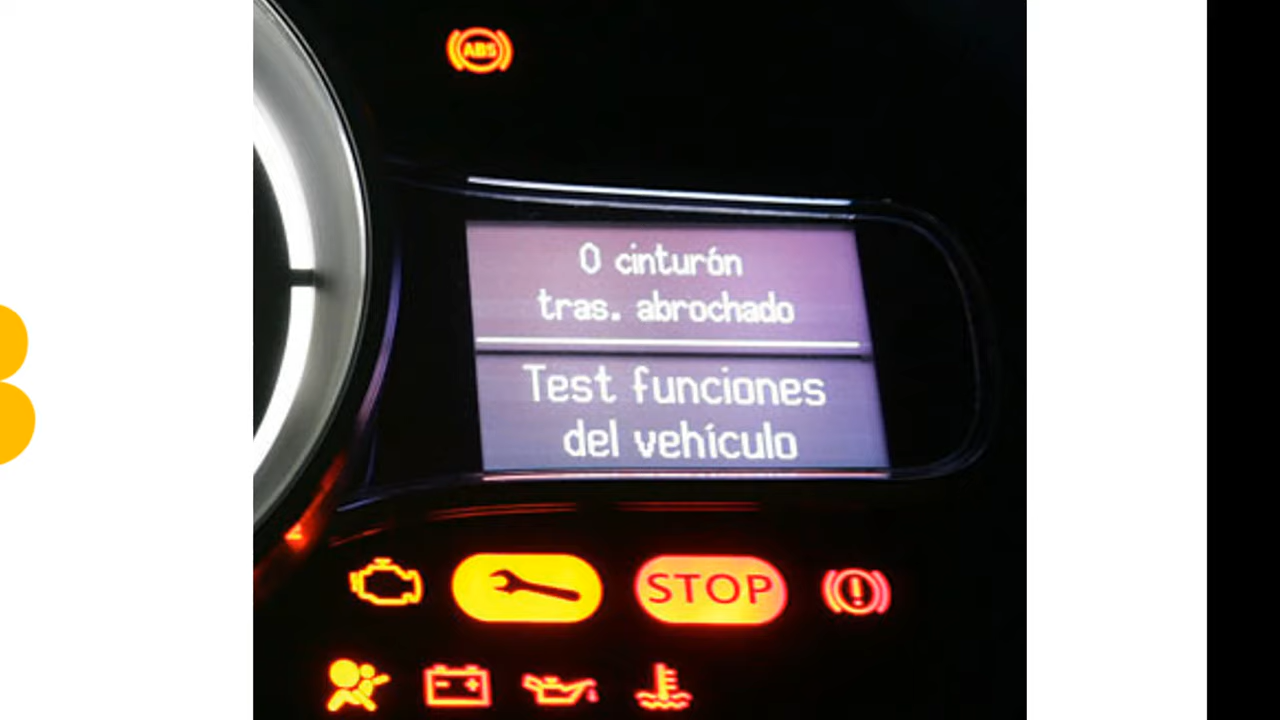 ABS
0 cinturón
tras. abrochado
Test funciones
del vehículo
STOP